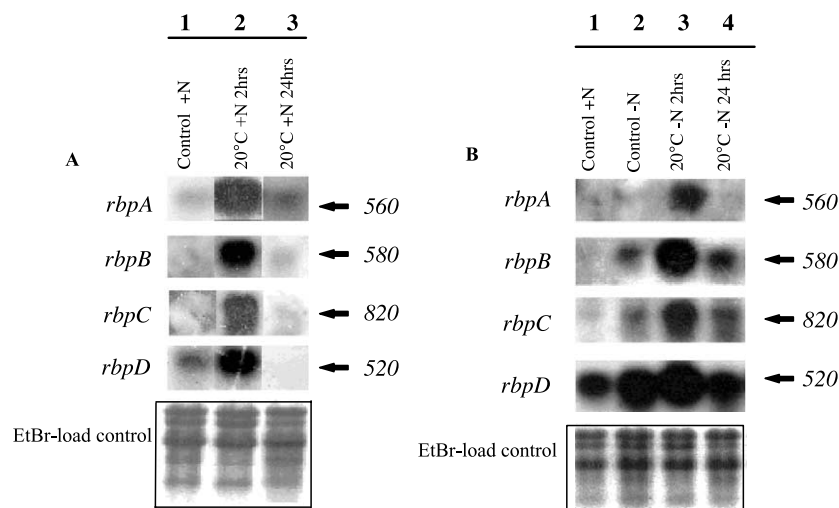 1 2 3
Control +N
20°C +N 2hrs
20°C +N 24hrs
A
rbpA 560
rbpB 580
rbpC 820
rbpD 520
EtBr-load control
1 2 3 4
Control +N
Control -N
20°C -N 2hrs
20°C -N 24 hrs
B
rbpA 560
rbpB 580
rbpC 820
rbpD 520
EtBr-load control